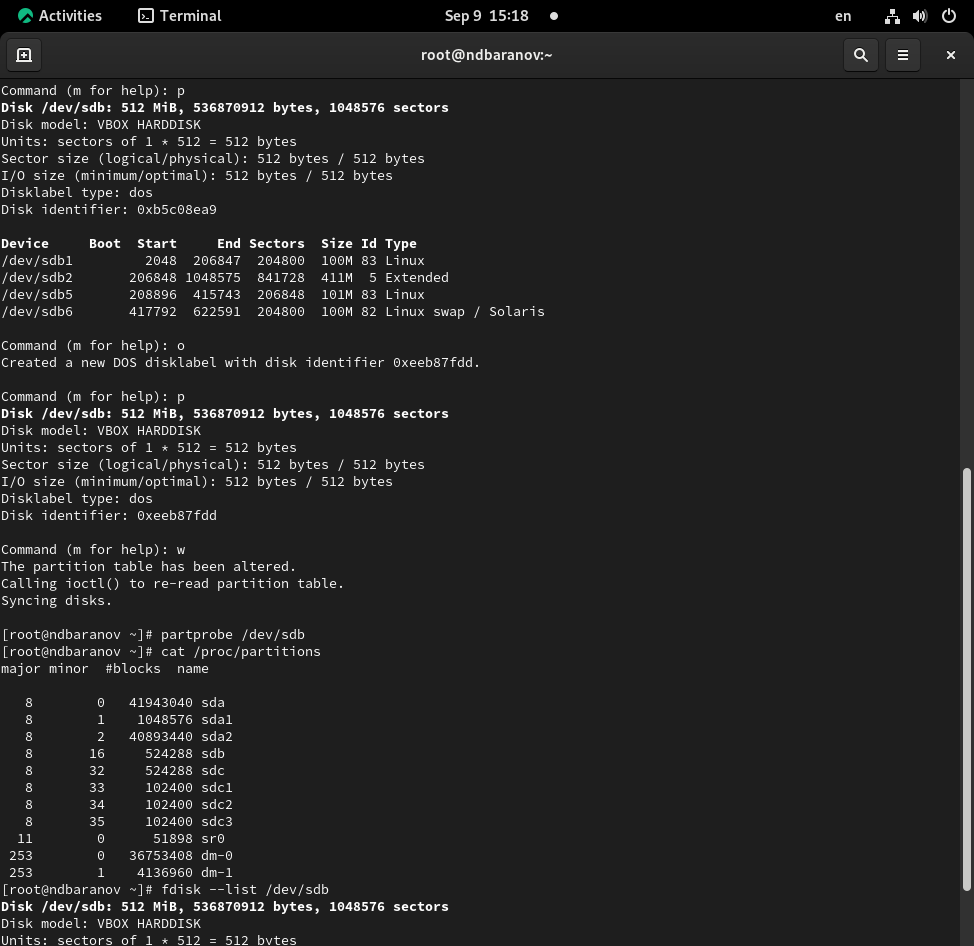 Activities Terminal Sep 9 15:18 en
root@ndbaranov:~
Command (m for help): p
Disk /dev/sdb: 512 MiB, 536870912 bytes, 1048576 sectors
Disk model: VBOX HARDDISK
Units: sectors of 1 * 512 = 512 bytes
Sector size (logical/physical): 512 bytes / 512 bytes
I/O size (minimum/optimal): 512 bytes / 512 bytes
Disklabel type: dos
Disk identifier: 0xb5c08ea9
Device     Boot  Start     End Sectors  Size Id Type
/dev/sdb1         2048  206847  204800  100M 83 Linux
/dev/sdb2       206848 1048575  841728  411M  5 Extended
/dev/sdb5       208896  415743  206848  101M 83 Linux
/dev/sdb6       417792  622591  204800  100M 82 Linux swap / Solaris
Command (m for help): o
Created a new DOS disklabel with disk identifier 0xeeb87fdd.
Command (m for help): p
Disk /dev/sdb: 512 MiB, 536870912 bytes, 1048576 sectors
Disk model: VBOX HARDDISK
Units: sectors of 1 * 512 = 512 bytes
Sector size (logical/physical): 512 bytes / 512 bytes
I/O size (minimum/optimal): 512 bytes / 512 bytes
Disklabel type: dos
Disk identifier: 0xeeb87fdd
Command (m for help): w
The partition table has been altered.
Calling ioctl() to re-read partition table.
Syncing disks.
[root@ndbaranov ~]# partprobe /dev/sdb
[root@ndbaranov ~]# cat /proc/partitions
major minor  #blocks  name
   8        0   41943040 sda
   8        1    1048576 sda1
   8        2   40893440 sda2
   8       16     524288 sdb
   8       32     524288 sdc
   8       33     102400 sdc1
   8       34     102400 sdc2
   8       35     102400 sdc3
  11        0      51898 sr0
 253        0   36753408 dm-0
 253        1    4136960 dm-1
[root@ndbaranov ~]# fdisk --list /dev/sdb
Disk /dev/sdb: 512 MiB, 536870912 bytes, 1048576 sectors
Disk model: VBOX HARDDISK
Units: sectors of 1 * 512 = 512 bytes